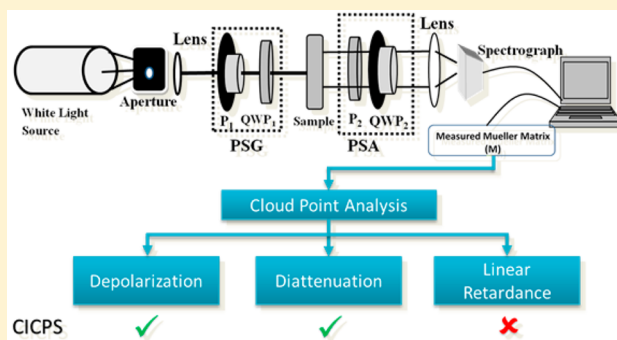 Lens
Spectrograph
White Light
Source
Aperture
P1
QWP1
Sample
P2
QWP2
PSG
PSA
Lens
Measured Mueller Matrix
(M)
Cloud Point Analysis
Depolarization
Diattenuation
Linear
Retardance
CICPS